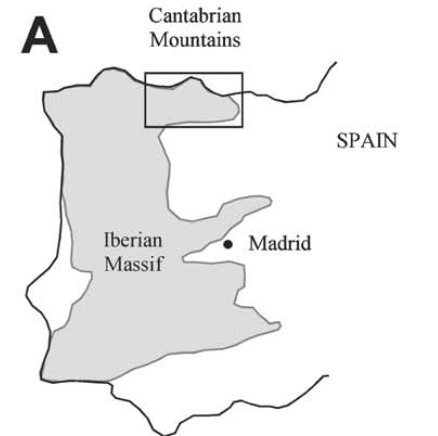 A
Cantabrian
Mountains
SPAIN
Iberian
Massif
Madrid